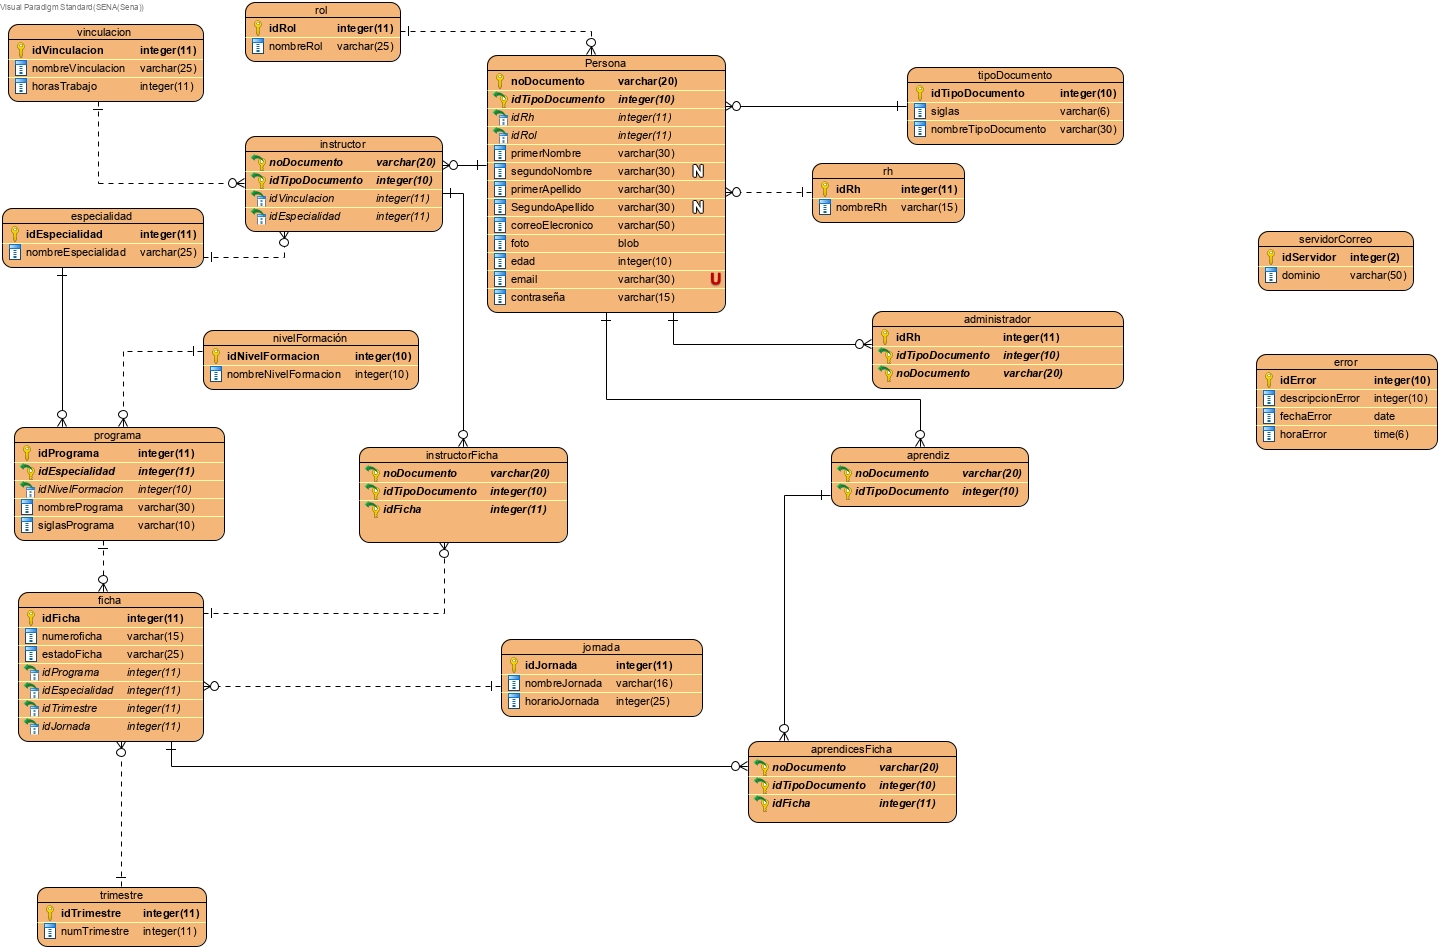 Visual Paradigm Standard(SENA(Sena))
vinculacion
idVinculacion integer(11)
nombreVinculacion varchar(25)
horasTrabajo integer(11)
rol
idRol integer(11)
nombreRol varchar(25)
Persona
noDocumento varchar(20)
idTipoDocumento integer(10)
idRh integer(11)
idRol integer(11)
primerNombre varchar(30)
segundoNombre varchar(30) N
primerApellido varchar(30)
SegundoApellido varchar(30) N
correoElecronico varchar(50)
foto blob
edad integer(10)
email varchar(30) U
contraseña varchar(15)
tipoDocumento
idTipoDocumento integer(10)
siglas varchar(6)
nombreTipoDocumento varchar(30)
instructor
noDocumento varchar(20)
idTipoDocumento integer(10)
idVinculacion integer(11)
idEspecialidad integer(11)
rh
idRh integer(11)
nombreRh varchar(15)
especialidad
idEspecialidad integer(11)
nombreEspecialidad varchar(25)
servidorCorreo
idServidor integer(2)
dominio varchar(50)
administrador
idRh integer(11)
idTipoDocumento integer(10)
noDocumento varchar(20)
nivelFormación
idNivelFormacion integer(10)
nombreNivelFormacion integer(10)
error
idError integer(10)
descripcionError integer(10)
fechaError date
horaError time(6)
programa
idPrograma integer(11)
idEspecialidad integer(11)
idNivelFormacion integer(10)
nombrePrograma varchar(30)
siglasPrograma varchar(10)
instructorFicha
noDocumento varchar(20)
idTipoDocumento integer(10)
idFicha integer(11)
aprendiz
noDocumento varchar(20)
idTipoDocumento integer(10)
ficha
idFicha integer(11)
numeroficha varchar(15)
estadoFicha varchar(25)
idPrograma integer(11)
idEspecialidad integer(11)
idTrimestre integer(11)
idJornada integer(11)
jornada
idJornada integer(11)
nombreJornada varchar(16)
horarioJornada integer(25)
aprendicesFicha
noDocumento varchar(20)
idTipoDocumento integer(10)
idFicha integer(11)
trimestre
idTrimestre integer(11)
numTrimestre integer(11)